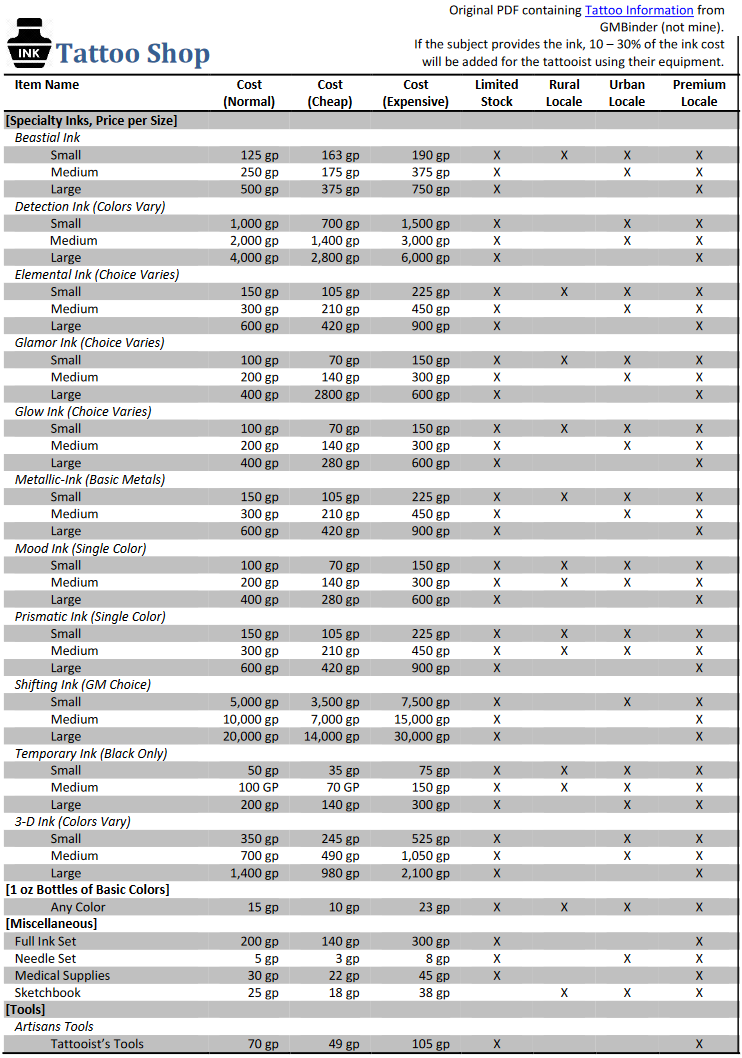 Original PDF containing Tattoo Information from
GMBinder (not mine).
If the subject provides the ink, 10 – 30% of the ink cost
will be added for the tattooist using their equipment.
INK
Tattoo Shop
Item Name Cost (Normal) Cost (Cheap) Cost (Expensive) Limited Stock Rural Locale Urban Locale Premium Locale
[Specialty Inks, Price per Size]
Beastial Ink
Small 125 gp 163 gp 190 gp X X X X
Medium 250 gp 175 gp 375 gp X X X
Large 500 gp 375 gp 750 gp X X
Detection Ink (Colors Vary)
Small 1,000 gp 700 gp 1,500 gp X X X
Medium 2,000 gp 1,400 gp 3,000 gp X X X
Large 4,000 gp 2,800 gp 6,000 gp X X
Elemental Ink (Choice Varies)
Small 150 gp 105 gp 225 gp X X X X
Medium 300 gp 210 gp 450 gp X X X
Large 600 gp 420 gp 900 gp X X
Glamor Ink (Choice Varies)
Small 100 gp 70 gp 150 gp X X X X
Medium 200 gp 140 gp 300 gp X X X
Large 400 gp 2800 gp 600 gp X X
Glow Ink (Choice Varies)
Small 100 gp 70 gp 150 gp X X X X
Medium 200 gp 140 gp 300 gp X X X
Large 400 gp 280 gp 600 gp X X
Metallic-Ink (Basic Metals)
Small 150 gp 105 gp 225 gp X X X X
Medium 300 gp 210 gp 450 gp X X X
Large 600 gp 420 gp 900 gp X X
Mood Ink (Single Color)
Small 100 gp 70 gp 150 gp X X X X
Medium 200 gp 140 gp 300 gp X X X X
Large 400 gp 280 gp 600 gp X X
Prismatic Ink (Single Color)
Small 150 gp 105 gp 225 gp X X X X
Medium 300 gp 210 gp 450 gp X X X X
Large 600 gp 420 gp 900 gp X X
Shifting Ink (GM Choice)
Small 5,000 gp 3,500 gp 7,500 gp X X X
Medium 10,000 gp 7,000 gp 15,000 gp X X
Large 20,000 gp 14,000 gp 30,000 gp X X
Temporary Ink (Black Only)
Small 50 gp 35 gp 75 gp X X X X
Medium 100 GP 70 GP 150 gp X X X X
Large 200 gp 140 gp 300 gp X X X
3-D Ink (Colors Vary)
Small 350 gp 245 gp 525 gp X X X
Medium 700 gp 490 gp 1,050 gp X X X
Large 1,400 gp 980 gp 2,100 gp X X
[1 oz Bottles of Basic Colors]
Any Color 15 gp 10 gp 23 gp X X X X
[Miscellaneous]
Full Ink Set 200 gp 140 gp 300 gp X X
Needle Set 5 gp 3 gp 8 gp X X X
Medical Supplies 30 gp 22 gp 45 gp X X
Sketchbook 25 gp 18 gp 38 gp X X X
[Tools]
Artisans Tools
Tattooist's Tools 70 gp 49 gp 105 gp X X